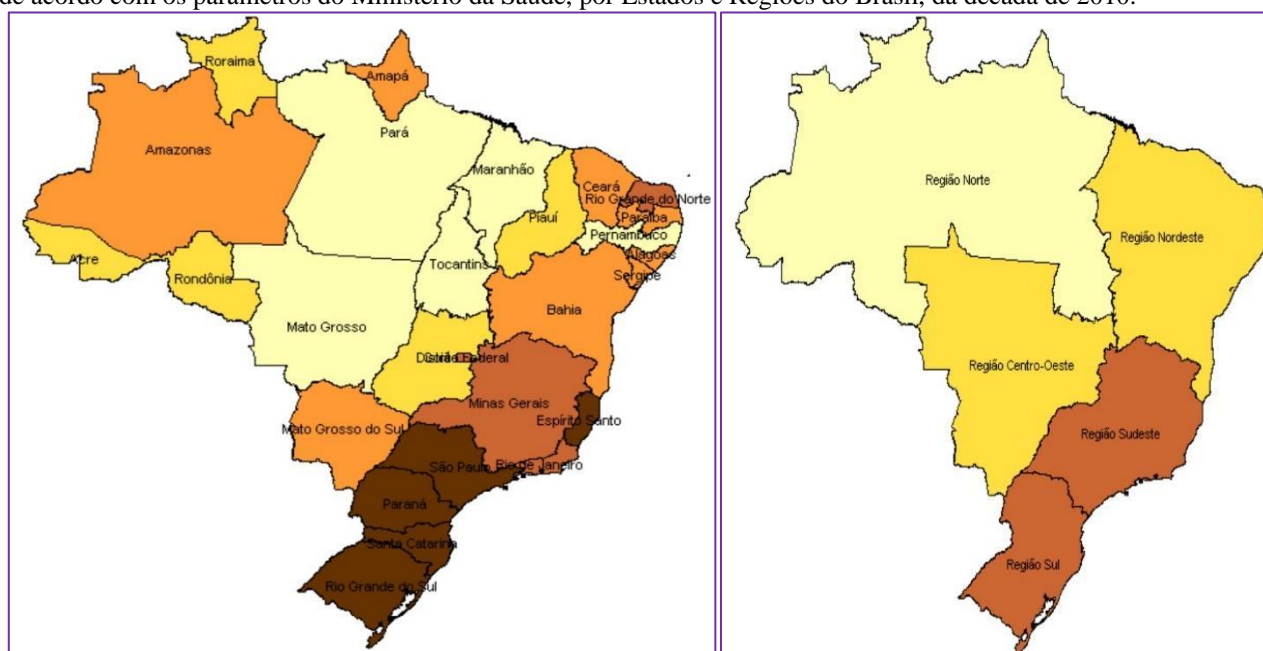 de acordo com os parâmetros do Ministério da Saúde, por Estados e Regiões do Brasil, da década de 2010.
Roraima
Amapá
Amazonas
Pará
Maranhão
Ceará
Rio Grande do Norte
Paraíba
Piauí
Pernambuco
Acre
Alagoas
Rondônia
Tocantins
Sergipe
Bahia
Mato Grosso
Distrito Federal
Minas Gerais
Espírito Santo
Mato Grosso do Sul
São Paulo
Rio de Janeiro
Paraná
Santa Catarina
Rio Grande do Sul
Região Norte
Região Nordeste
Região Centro-Oeste
Região Sudeste
Região Sul